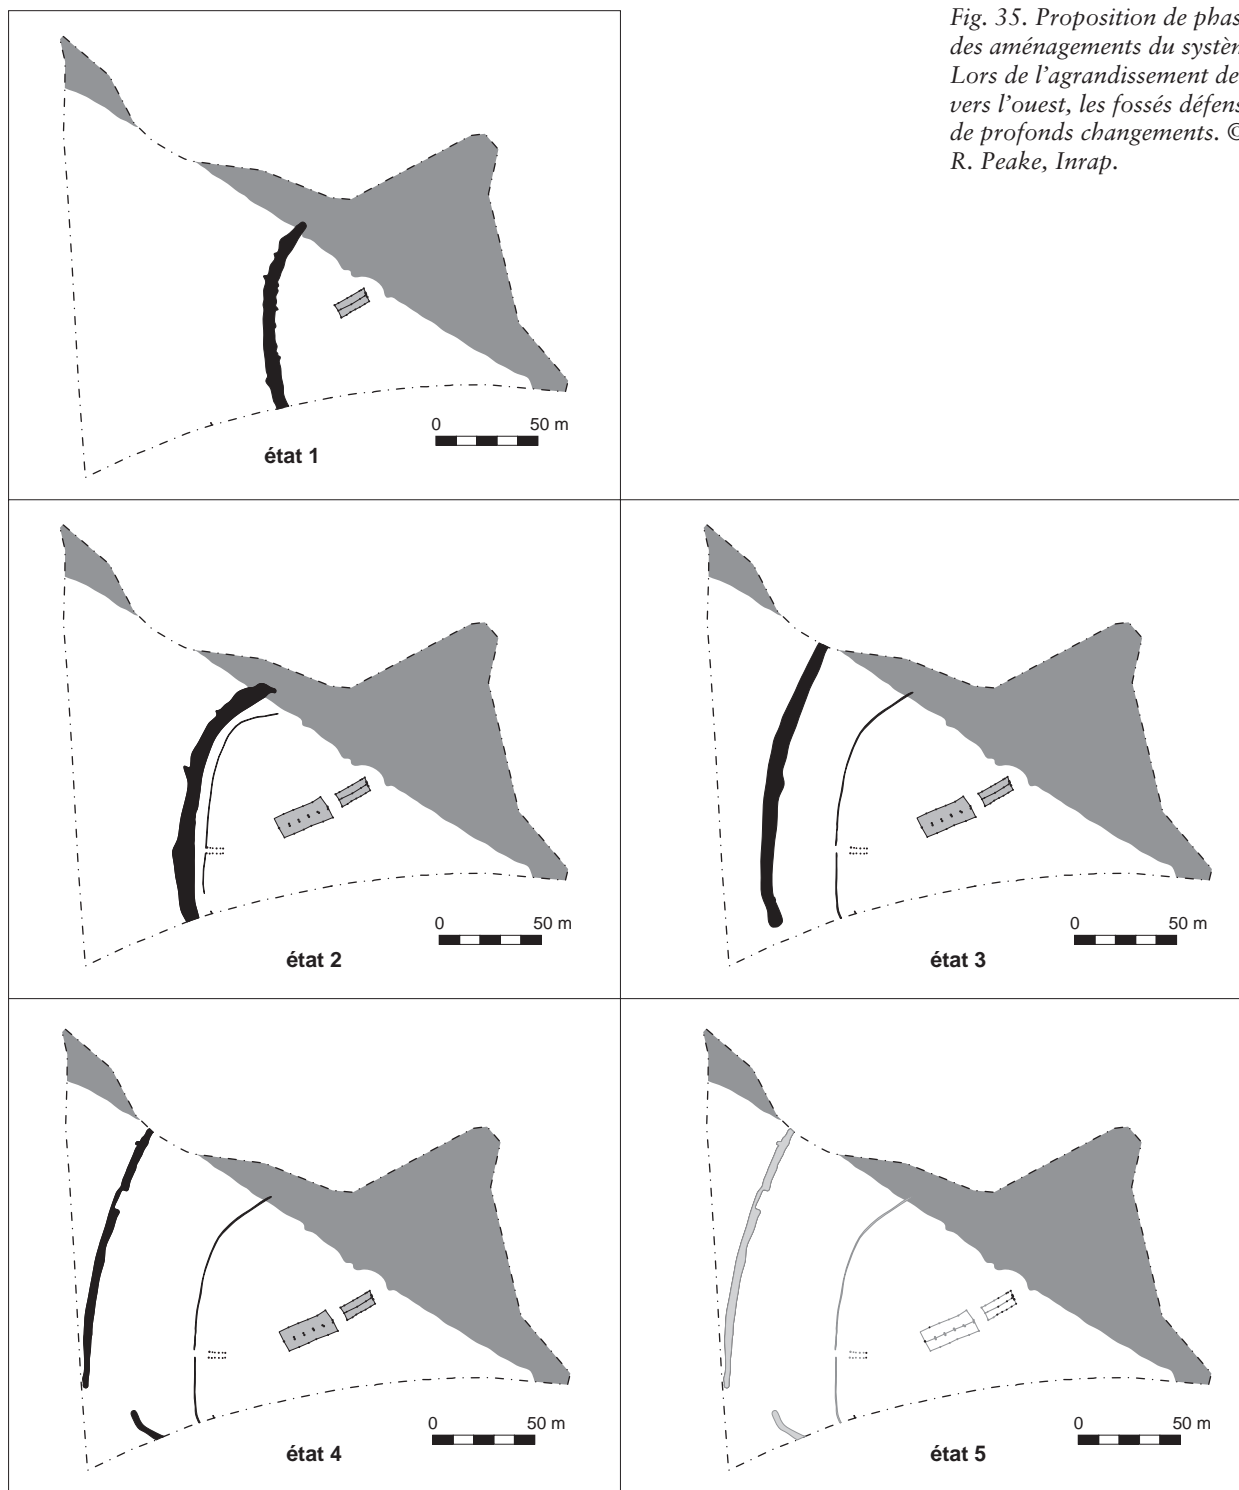 Fig. 35. Proposition de phas
des aménagements du systèn
Lors de l'agrandissement de
vers l'ouest, les fossés défens
de profonds changements. ©
R. Peake, Inrap.
0 50 m
état 1
0 50 m
état 2
0 50 m
état 3
0 50 m
état 4
0 50 m
état 5